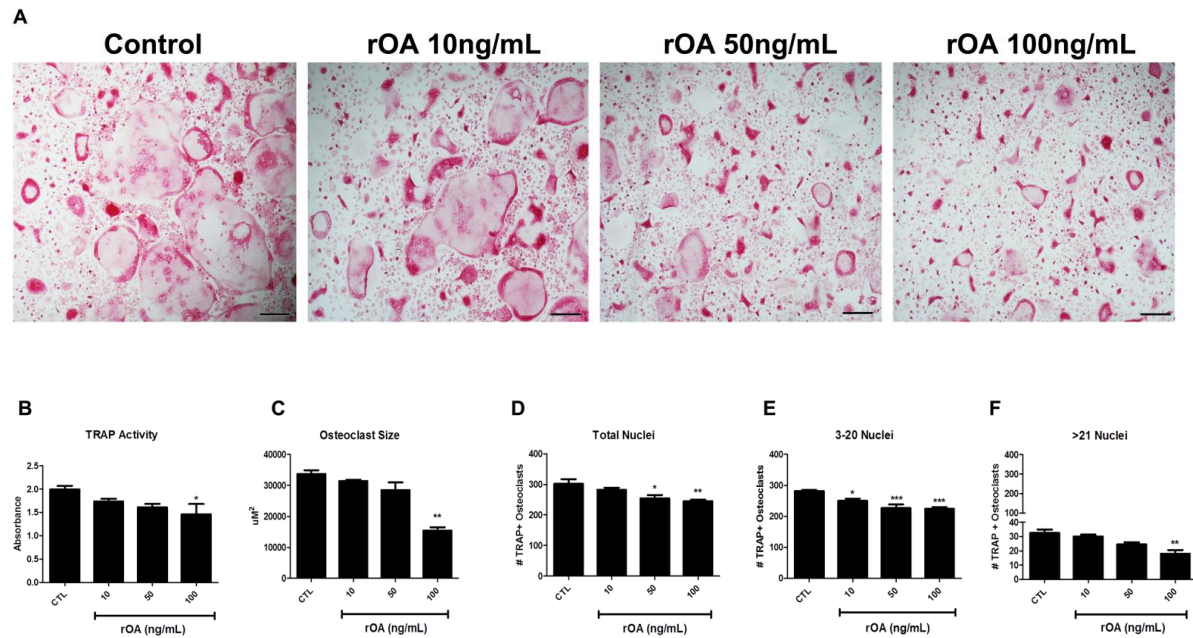 A
Control
rOA 10ng/mL
rOA 50ng/mL
rOA 100ng/mL
B
TRAP Activity
Absorbance
2.5
2.0
1.5
1.0
0.5
0.0
*
CTL
10
50
100
rOA (ng/mL)
C
Osteoclast Size
uM²
40000
30000
20000
10000
0
**
CTL
10
50
100
rOA (ng/mL)
D
Total Nuclei
# TRAP+ Osteoclasts
400
300
200
100
0
*
**
CTL
10
50
100
rOA (ng/mL)
E
3-20 Nuclei
# TRAP+ Osteoclasts
400
300
200
100
0
*
***
***
CTL
10
50
100
rOA (ng/mL)
F
>21 Nuclei
# TRAP + Osteoclasts
400
300
200
100
40
30
20
10
0
**
CTL
10
50
100
rOA (ng/mL)